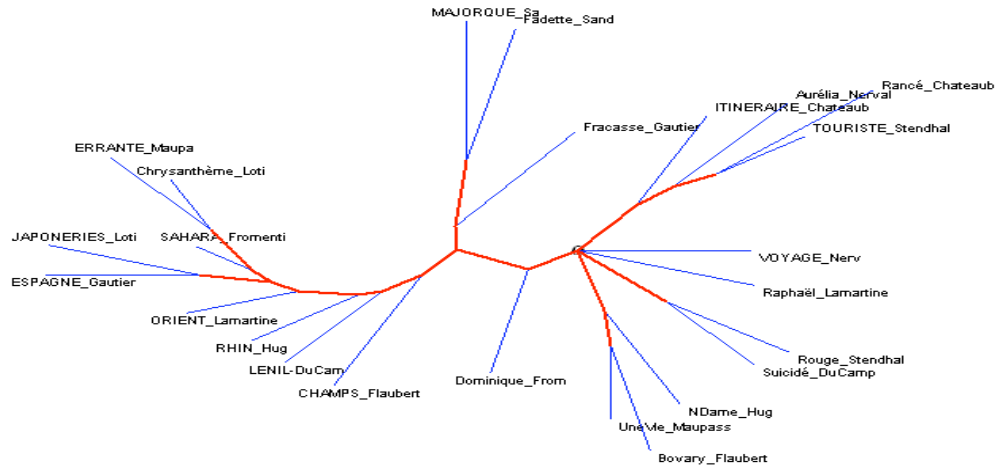 MAJORQUE_Sa
Fadette_Sand
Rancé_Chateaub
Aurélia_Nerval
ITINERAIRE_Chateaub
Fracasse_Gautier
TOURISTE_Stendhal
ERRANTE_Maupa
Chrysanthème_Loti
JAPONERIES_Loti
SAHARA_Fromenti
VOYAGE_Nerv
ESPAGNE_Gautier
Raphaël_Lamartine
ORIENT_Lamartine
RHIN_Hug
Rouge_Stendhal
LENIL-DuCam
Suicidé_DuCamp
Dominique_From
CHAMPS_Flaubert
NDame_Hug
UneVie_Maupass
Bovary_Flaubert